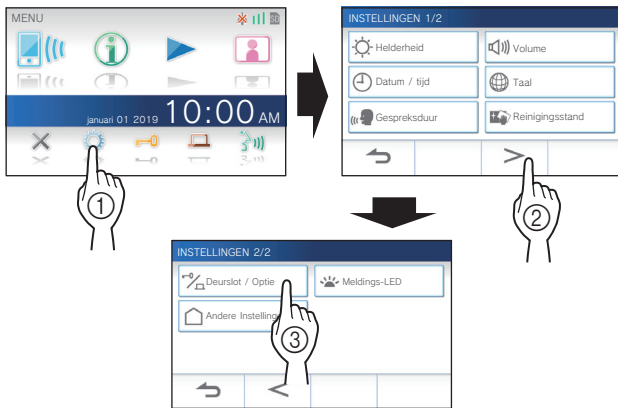 MENU
SD
januari 01 2019 10:00 AM
1
INSTELLINGEN 1/2
Helderheid
Volume
Datum / tijd
Taal
Gespreksduur
Reinigingsstand
>
2
INSTELLINGEN 2/2
Deurslot / Optie
Meldings-LED
Andere Instelling
3
<